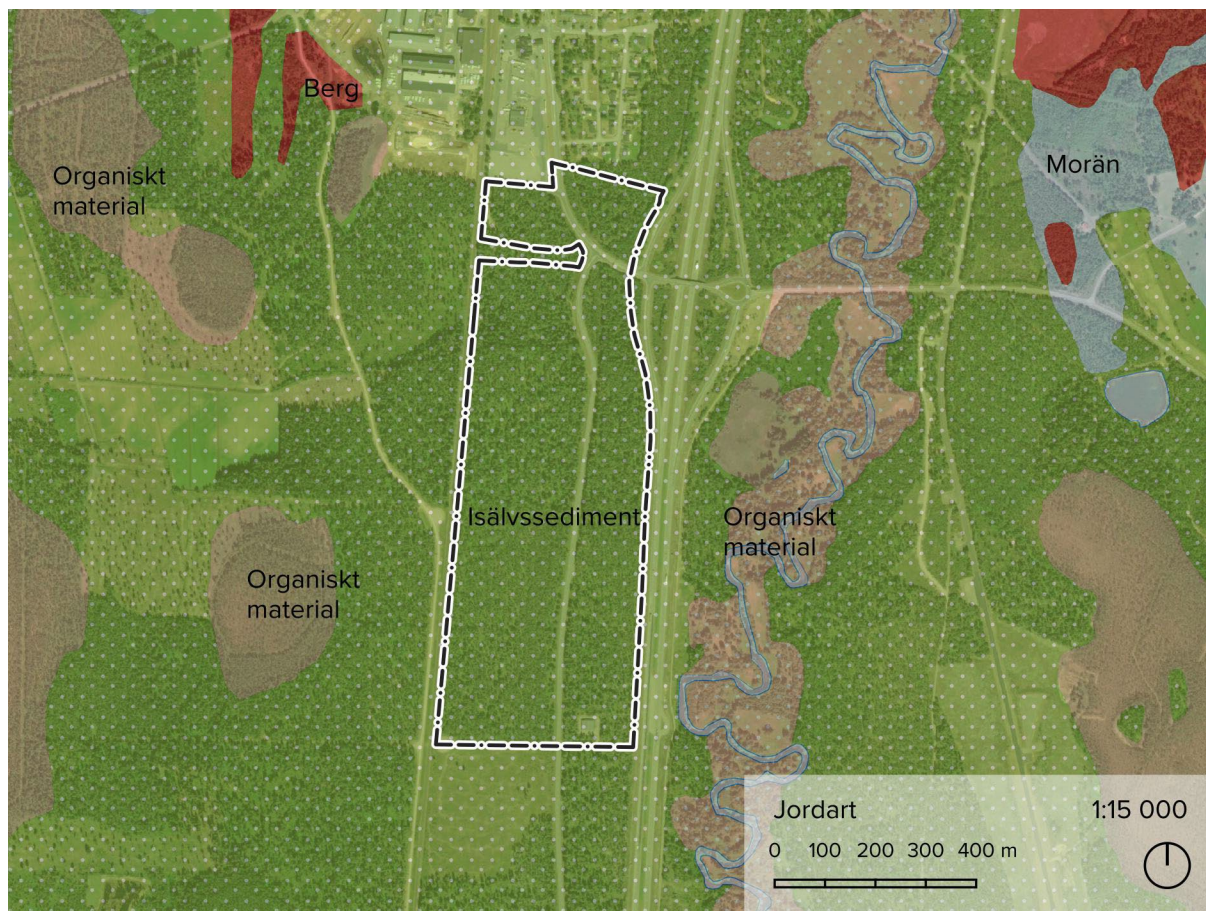 Berg
Morän
Organiskt
material
Isälvssediment
Organiskt
material
Organiskt
material
Jordart
1:15 000
0 100 200 300 400 m